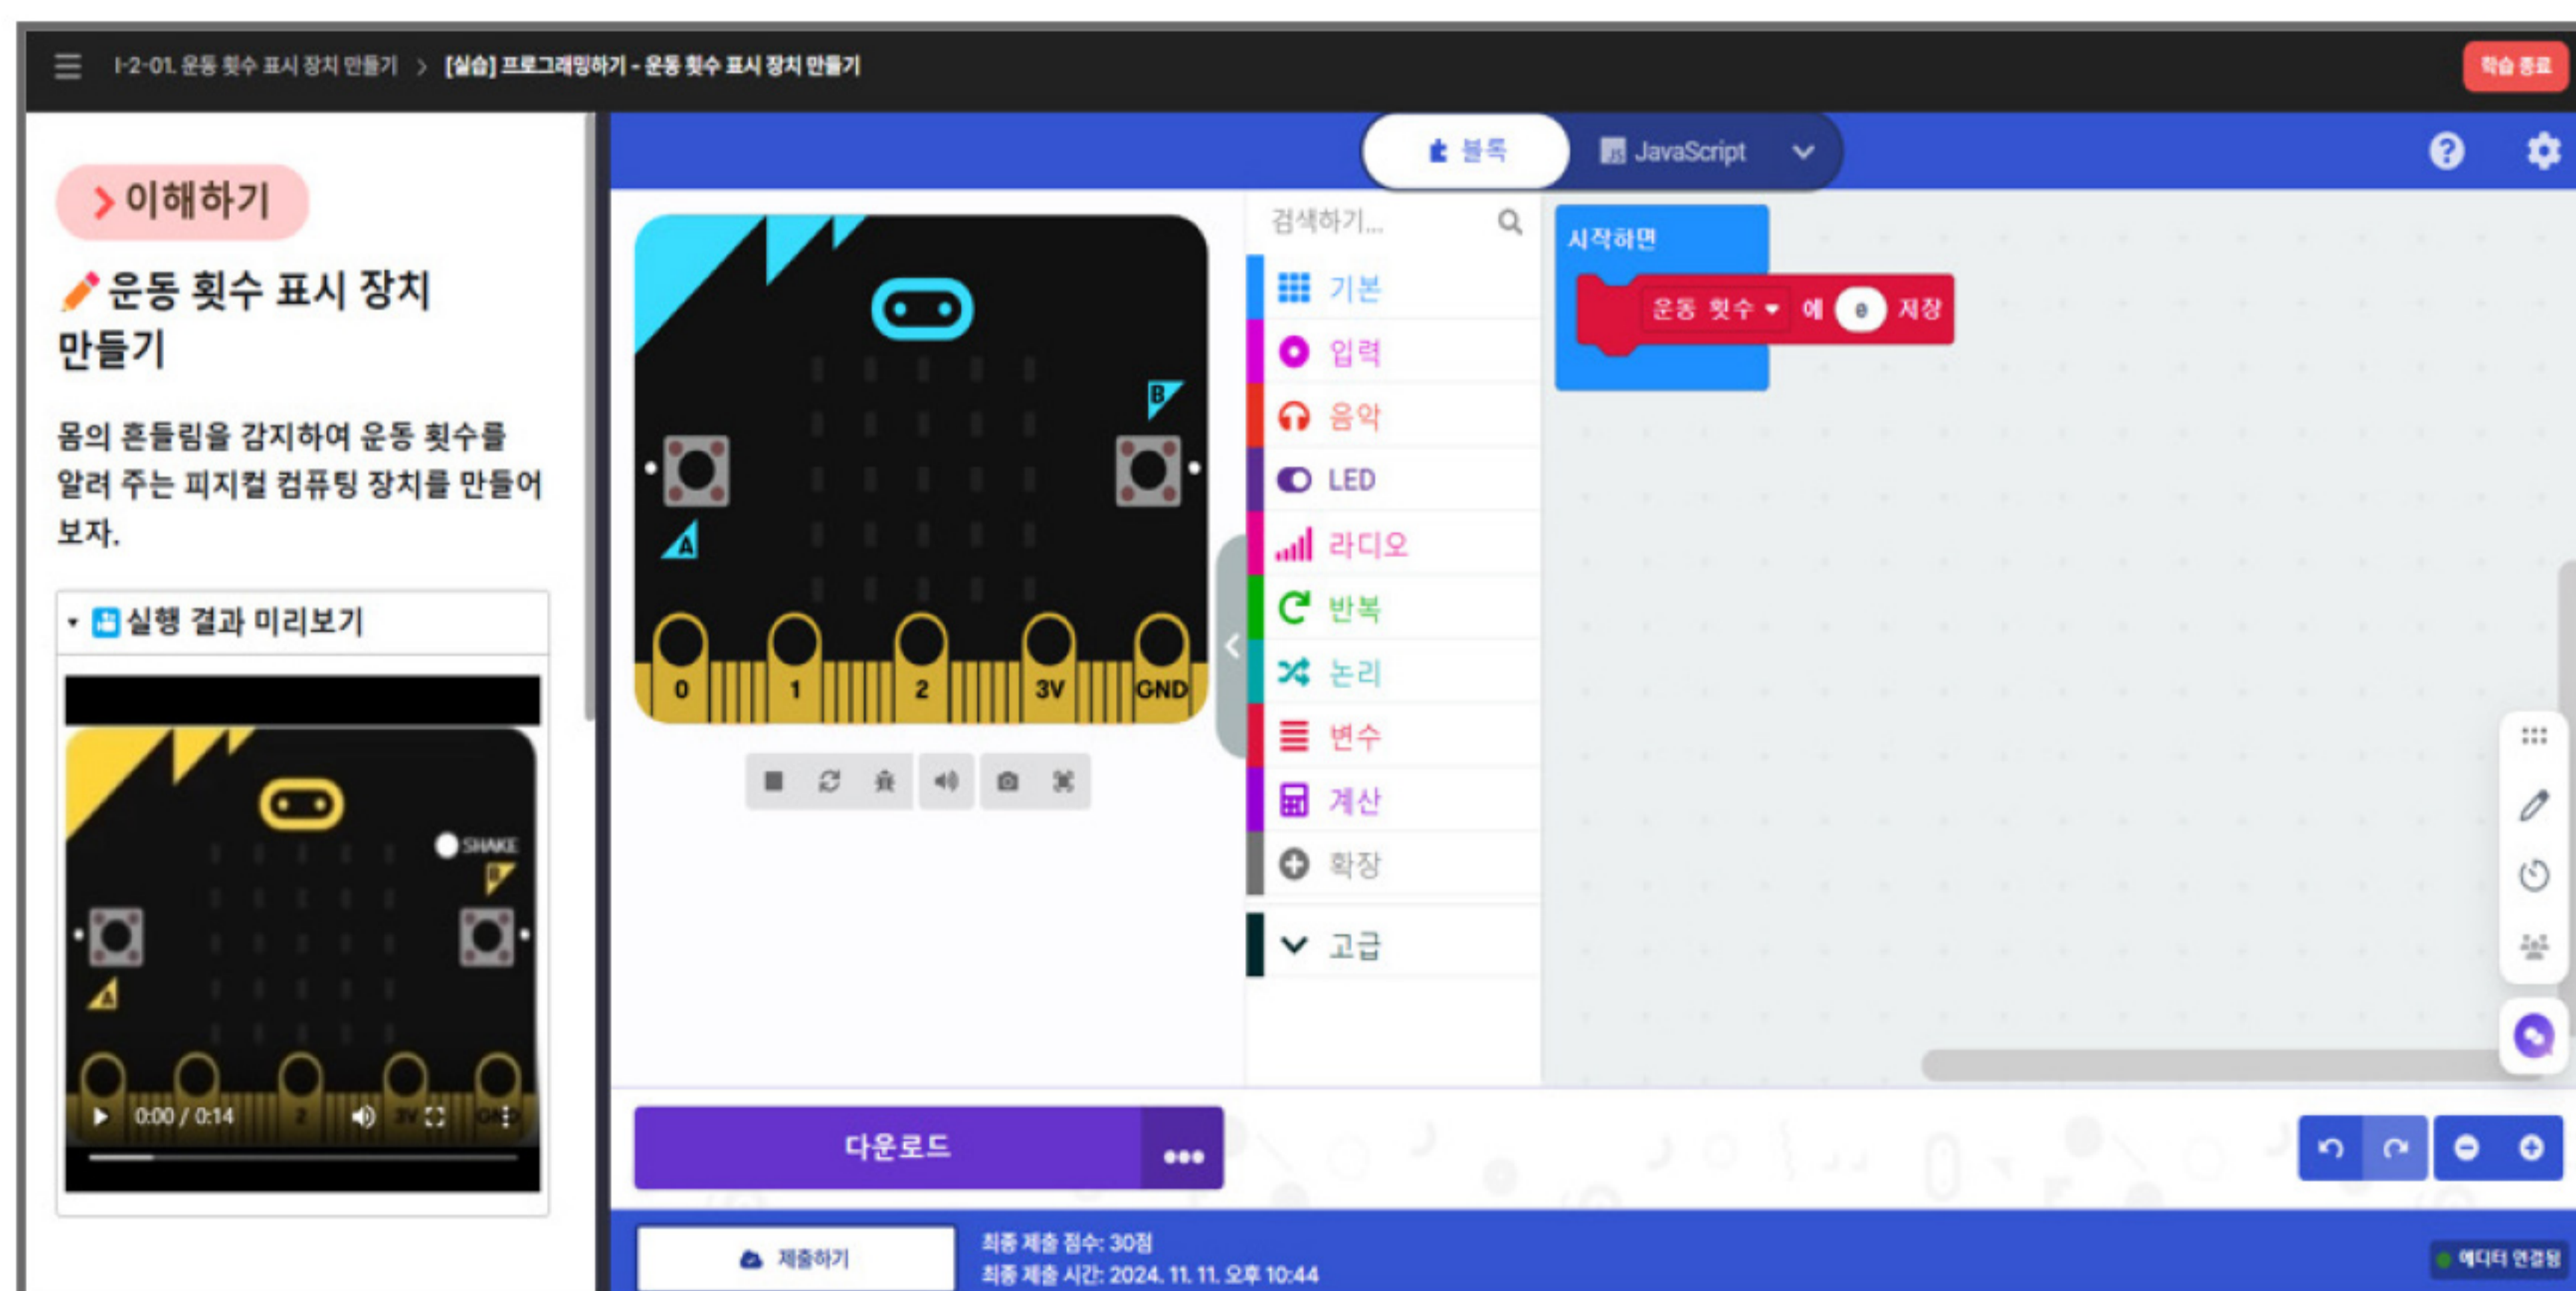 I-2-01. 운동 횟수 표시 장치 만들기 > [실습] 프로그래밍하기 - 운동 횟수 표시 장치 만들기
학습 종료
이해하기
운동 횟수 표시 장치
만들기
몸의 흔들림을 감지하여 운동 횟수를
알려 주는 피지컬 컴퓨팅 장치를 만들어
보자.
실행 결과 미리보기
SHAKE
B
A
2 3V GND
0:00 / 0:14
블록
JS JavaScript
B
A
0 1 2 3V GND
검색하기...
기본
입력
음악
LED
라디오
반복
논리
변수
계산
확장
고급
시작하면
운동 횟수 에 0 저장
다운로드
제출하기
최종 제출 점수: 30점
최종 제출 시간: 2024. 11. 11. 오후 10:44
에디터 연결됨